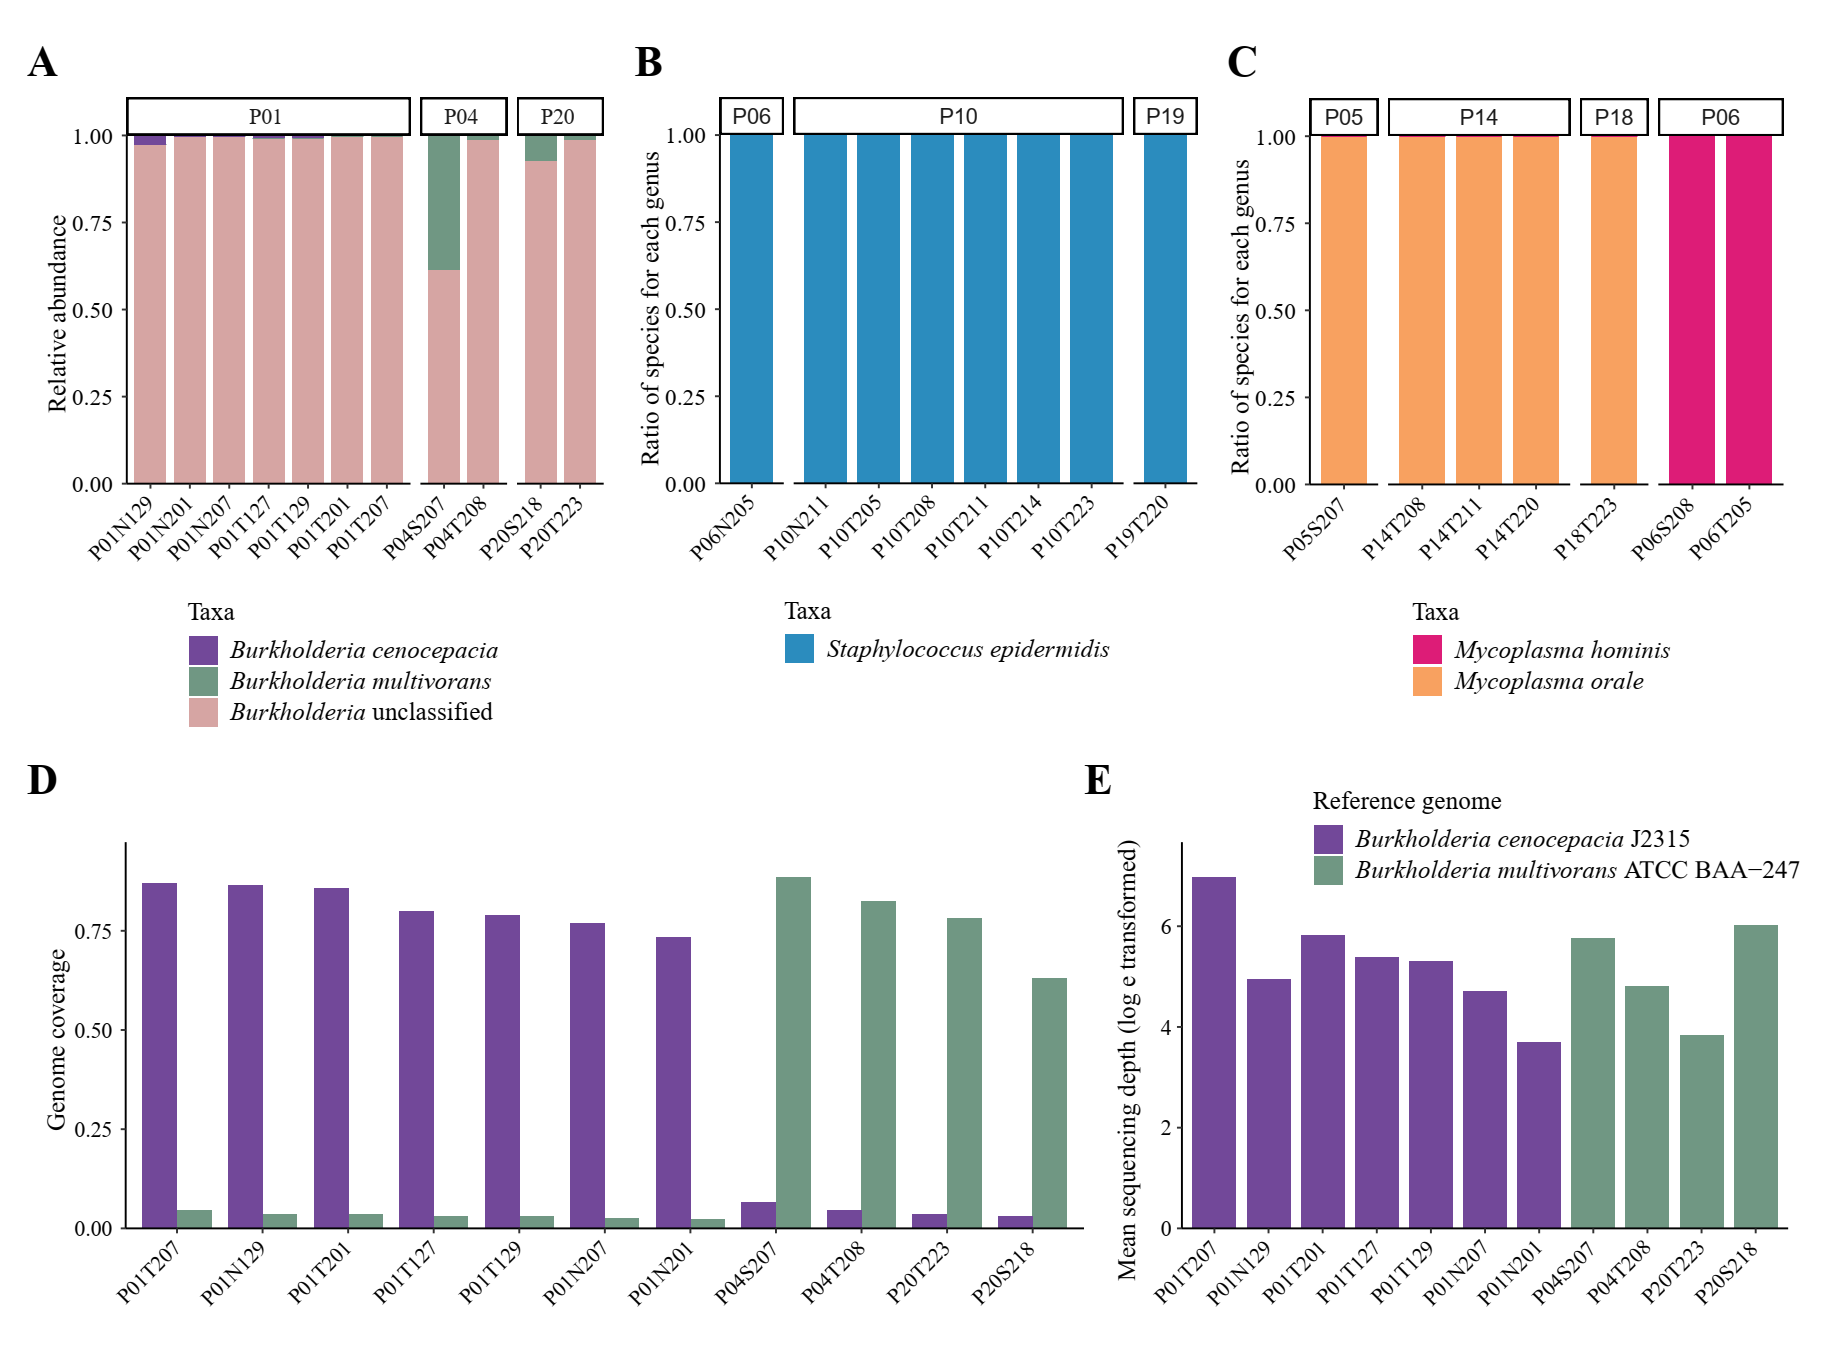 A
P01 P04 P20
Relative abundance
1.00
0.75
0.50
0.25
0.00
P01N129 P01N201 P01N207 P01T127 P01T129 P01T201 P01T207 P04S207 P04T208 P20S218 P20T223
Taxa
Burkholderia cenocepacia
Burkholderia multivorans
Burkholderia unclassified
B
P06 P10 P19
Ratio of species for each genus
1.00
0.75
0.50
0.25
0.00
P06N205 P10N211 P10T205 P10T208 P10T211 P10T214 P10T223 P19T220
Taxa
Staphylococcus epidermidis
C
P05 P14 P18 P06
Ratio of species for each genus
1.00
0.75
0.50
0.25
0.00
P05S207 P14T208 P14T211 P14T220 P18T223 P06S208 P06T205
Taxa
Mycoplasma hominis
Mycoplasma orale
D
Genome coverage
0.75
0.50
0.25
0.00
P01T207 P01N129 P01T201 P01T127 P01T129 P01N207 P01N201 P04S207 P04T208 P20T223 P20S218
E
Reference genome
Burkholderia cenocepacia J2315
Burkholderia multivorans ATCC BAA−247
Mean sequencing depth (log e transformed)
6
4
2
0
P01T207 P01N129 P01T201 P01T127 P01T129 P01N207 P01N201 P04S207 P04T208 P20T223 P20S218